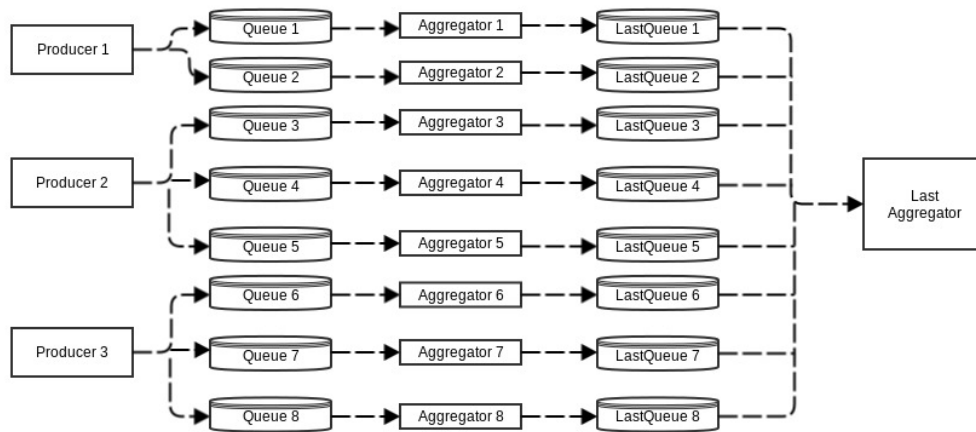 Queue 1
Aggregator 1
LastQueue 1
Producer 1
Queue 2
Aggregator 2
LastQueue 2
Queue 3
Aggregator 3
LastQueue 3
Producer 2
Queue 4
Aggregator 4
LastQueue 4
Last
Aggregator
Queue 5
Aggregator 5
LastQueue 5
Queue 6
Aggregator 6
LastQueue 6
Producer 3
Queue 7
Aggregator 7
LastQueue 7
Queue 8
Aggregator 8
LastQueue 8